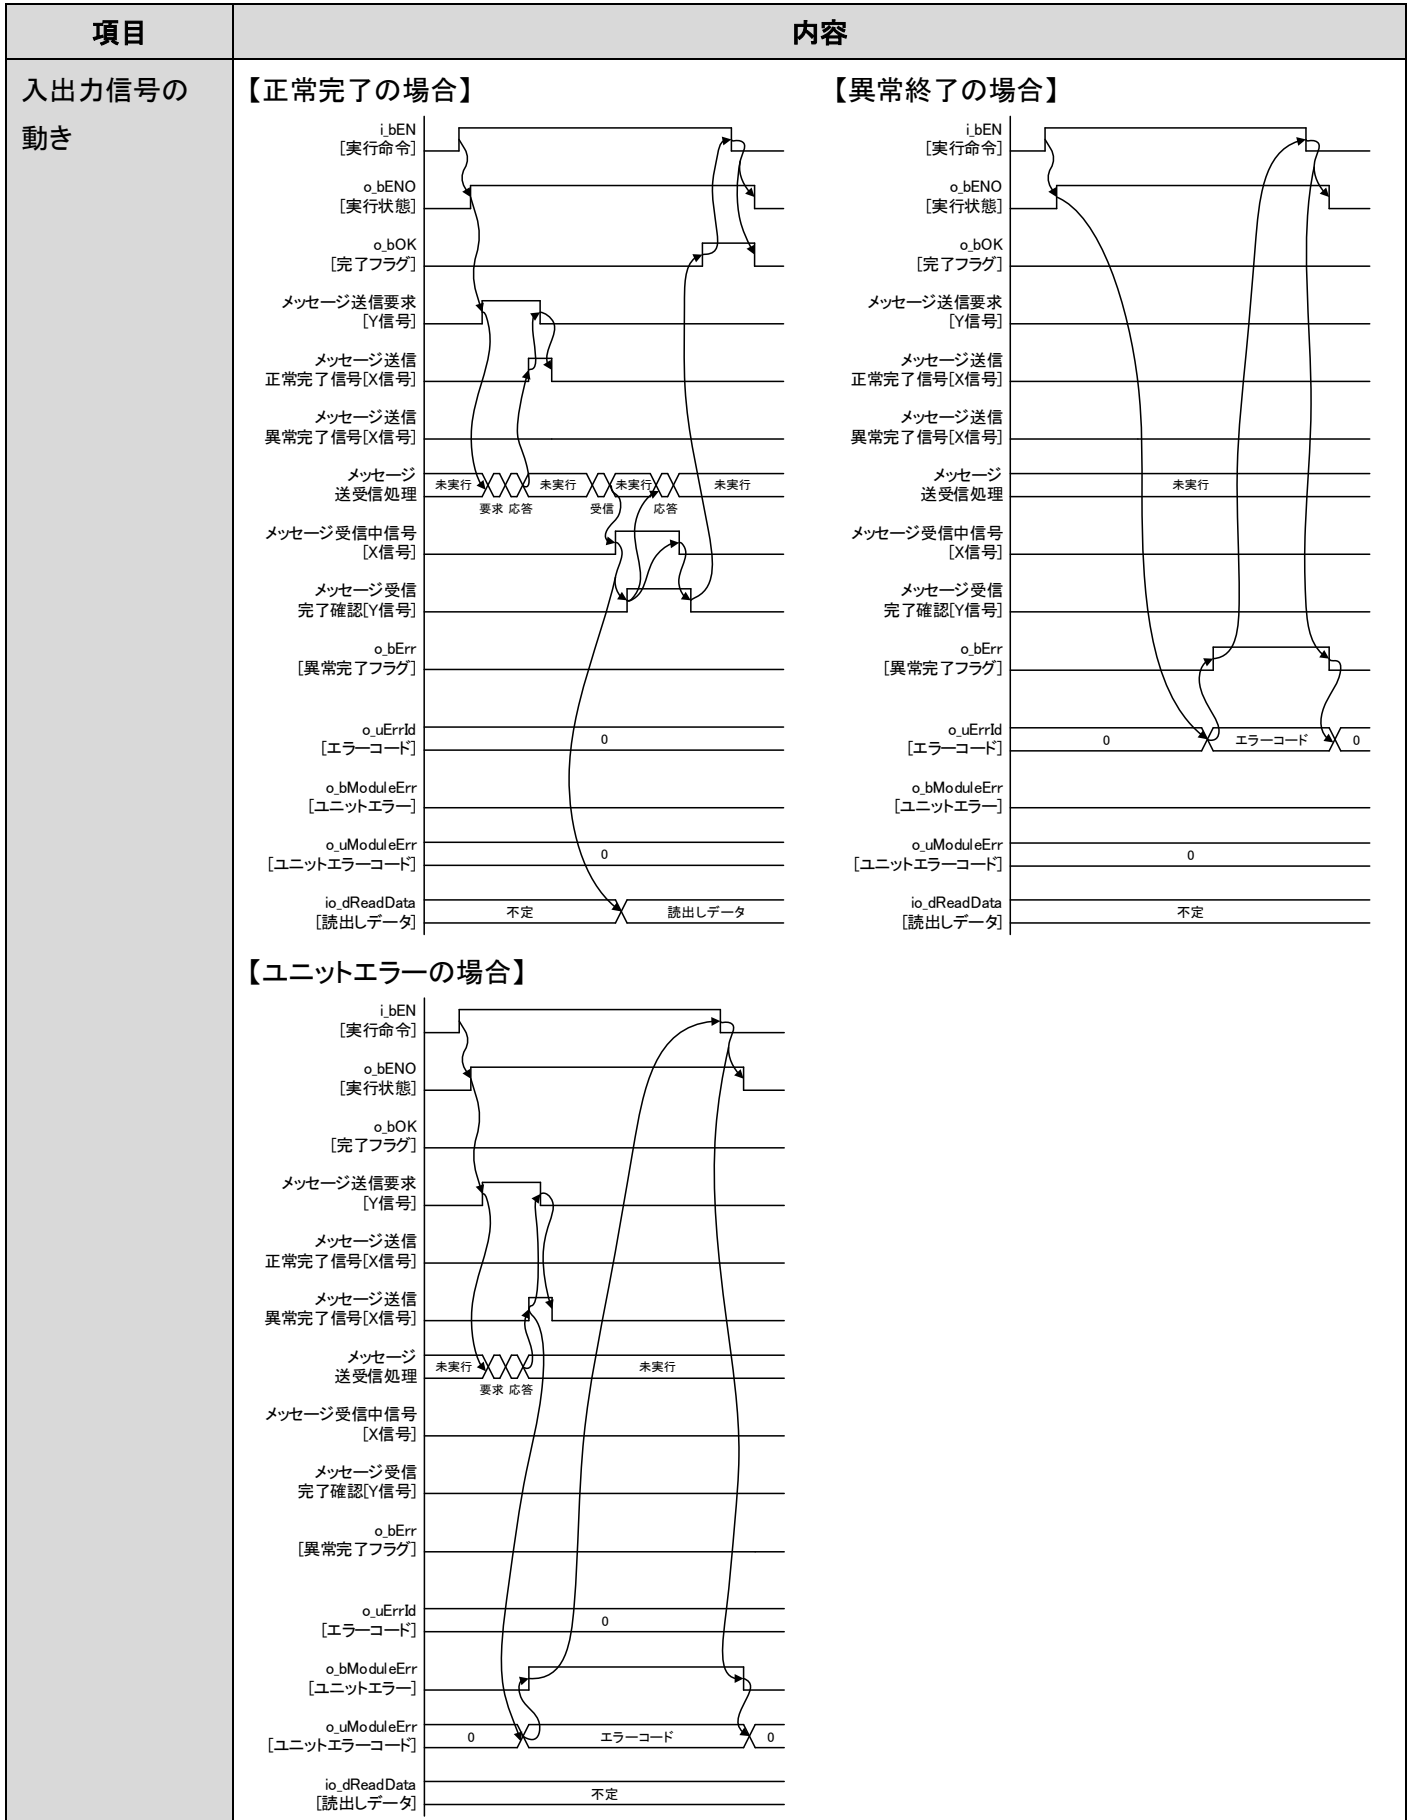 項目
内容
入出力信号の
動き
【正常完了の場合】
i_bEN
[実行命令]
o_bENO
[実行状態]
o_bOK
[完了フラグ]
メッセージ送信要求
[Y信号]
メッセージ送信
正常完了信号[X信号]
メッセージ送信
異常完了信号[X信号]
メッセージ
送受信処理
未実行
未実行
未実行
未実行
要求 応答
受信
応答
メッセージ受信中信号
[X信号]
メッセージ受信
完了確認[Y信号]
o_bErr
[異常完了フラグ]
o_uErrId
[エラーコード]
0
o_bModuleErr
[ユニットエラー]
o_uModuleErr
[ユニットエラーコード]
0
io_dReadData
[読出しデータ]
不定
読出しデータ
【異常終了の場合】
i_bEN
[実行命令]
o_bENO
[実行状態]
o_bOK
[完了フラグ]
メッセージ送信要求
[Y信号]
メッセージ送信
正常完了信号[X信号]
メッセージ送信
異常完了信号[X信号]
メッセージ
送受信処理
未実行
メッセージ受信中信号
[X信号]
メッセージ受信
完了確認[Y信号]
o_bErr
[異常完了フラグ]
o_uErrId
[エラーコード]
0
エラーコード
0
o_bModuleErr
[ユニットエラー]
o_uModuleErr
[ユニットエラーコード]
0
io_dReadData
[読出しデータ]
不定
【ユニットエラーの場合】
i_bEN
[実行命令]
o_bENO
[実行状態]
o_bOK
[完了フラグ]
メッセージ送信要求
[Y信号]
メッセージ送信
正常完了信号[X信号]
メッセージ送信
異常完了信号[X信号]
メッセージ
送受信処理
未実行
未実行
要求 応答
メッセージ受信中信号
[X信号]
メッセージ受信
完了確認[Y信号]
o_bErr
[異常完了フラグ]
o_uErrId
[エラーコード]
0
o_bModuleErr
[ユニットエラー]
o_uModuleErr
[ユニットエラーコード]
0
エラーコード
0
io_dReadData
[読出しデータ]
不定